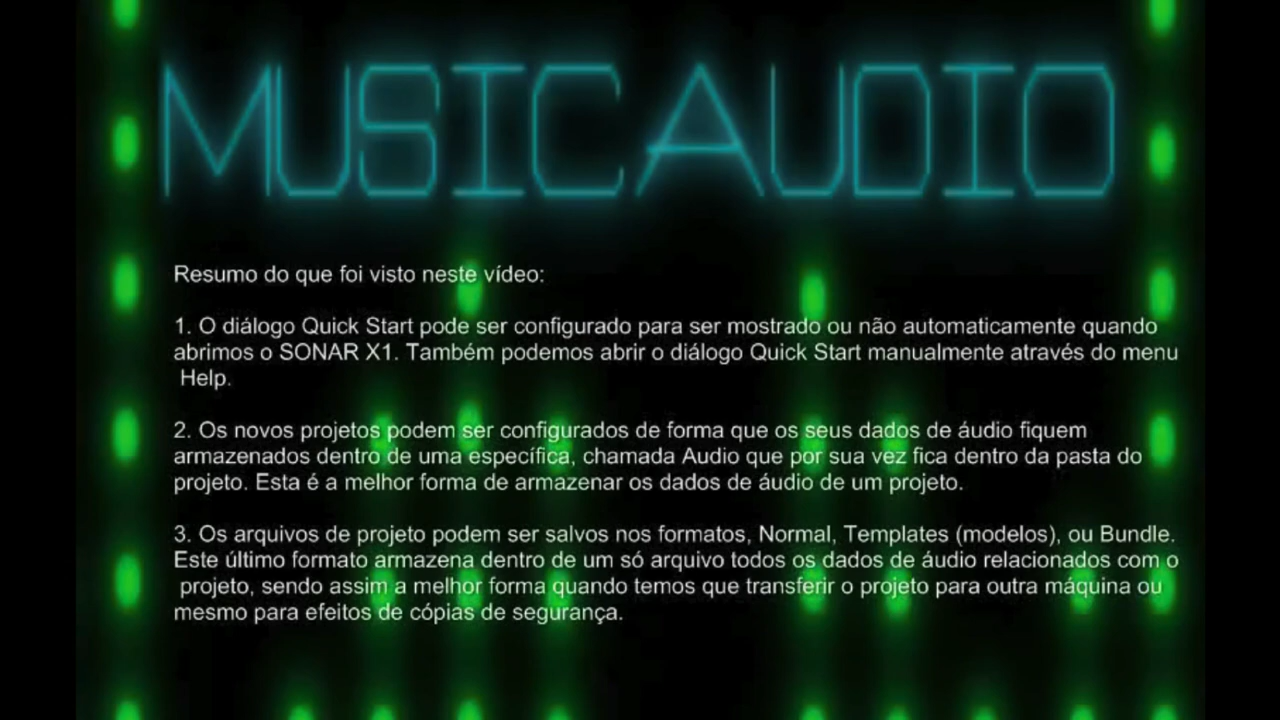 MUSICAUDIO
Resumo do que foi visto neste vídeo:
1. O diálogo Quick Start pode ser configurado para ser mostrado ou não automaticamente quando
abrimos o SONAR X1. Também podemos abrir o diálogo Quick Start manualmente através do menu
Help.
2. Os novos projetos podem ser configurados de forma que os seus dados de áudio fiquem
armazenados dentro de uma específica, chamada Audio que por sua vez fica dentro da pasta do
projeto. Esta é a melhor forma de armazenar os dados de áudio de um projeto.
3. Os arquivos de projeto podem ser salvos nos formatos, Normal, Templates (modelos), ou Bundle.
Este último formato armazena dentro de um só arquivo todos os dados de áudio relacionados com o
projeto, sendo assim a melhor forma quando temos que transferir o projeto para outra máquina ou
mesmo para efeitos de cópias de segurança.